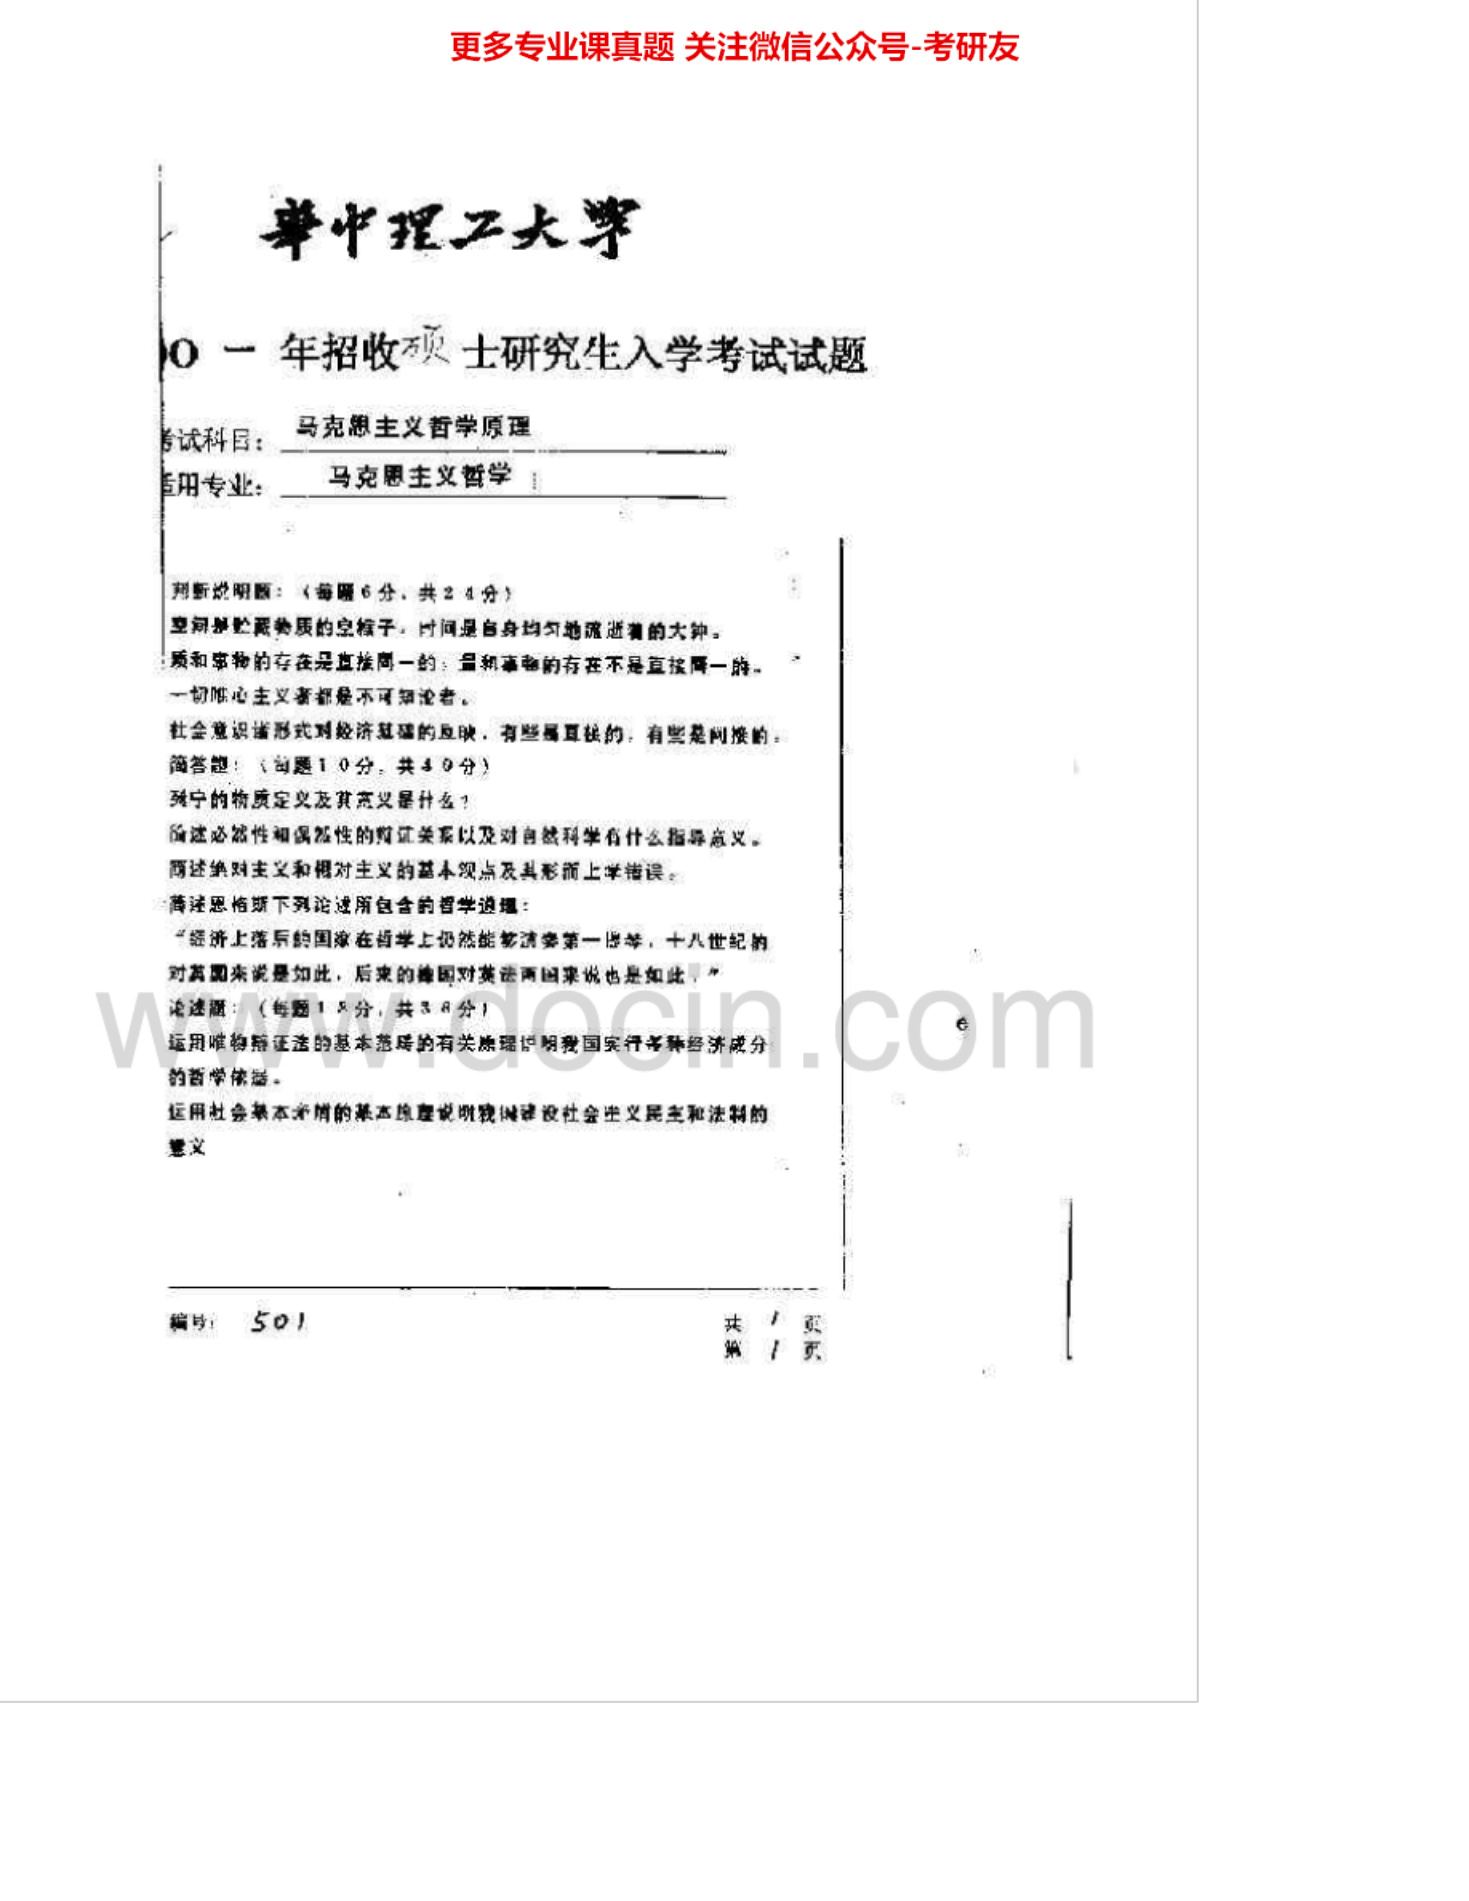 更多专业课真题 关注微信公众号-考研友
華中理工大学
0 一 年招收硕士研究生入学考试试题
考试科目: 马克思主义哲学原理
适用专业: 马克思主义哲学
判断说明题:(每题6分,共24分)
空间是贮藏物质的空箱子,时间是自身均匀地流逝着的大钟。
质和事物的存在是直接同一的,量和事物的存在不是直接同一的。
一切唯心主义者都是不可知论者。
社会意识诸形式对经济基础的反映,有些是直接的,有些是间接的。
简答题:(每题10分,共40分)
列宁的物质定义及其意义是什么?
简述必然性和偶然性的辩证关系以及对自然科学有什么指导意义。
简述绝对主义和相对主义的基本观点及其形而上学错误。
简述恩格斯下列论述所包含的哲学道理:
“经济上落后的国家在哲学上仍然能够演奏第一提琴,十八世纪的
对英国来说是如此,后来的德国对英法两国来说也是如此。”
论述题:(每题18分,共36分)
运用唯物辩证法的基本范畴的有关原理说明我国实行多种经济成分
的哲学依据。
运用社会基本矛盾的基本原理说明我国建设社会主义民主和法制的
意义
www.docin.com
编号: 501
共 1 页
第 1 页